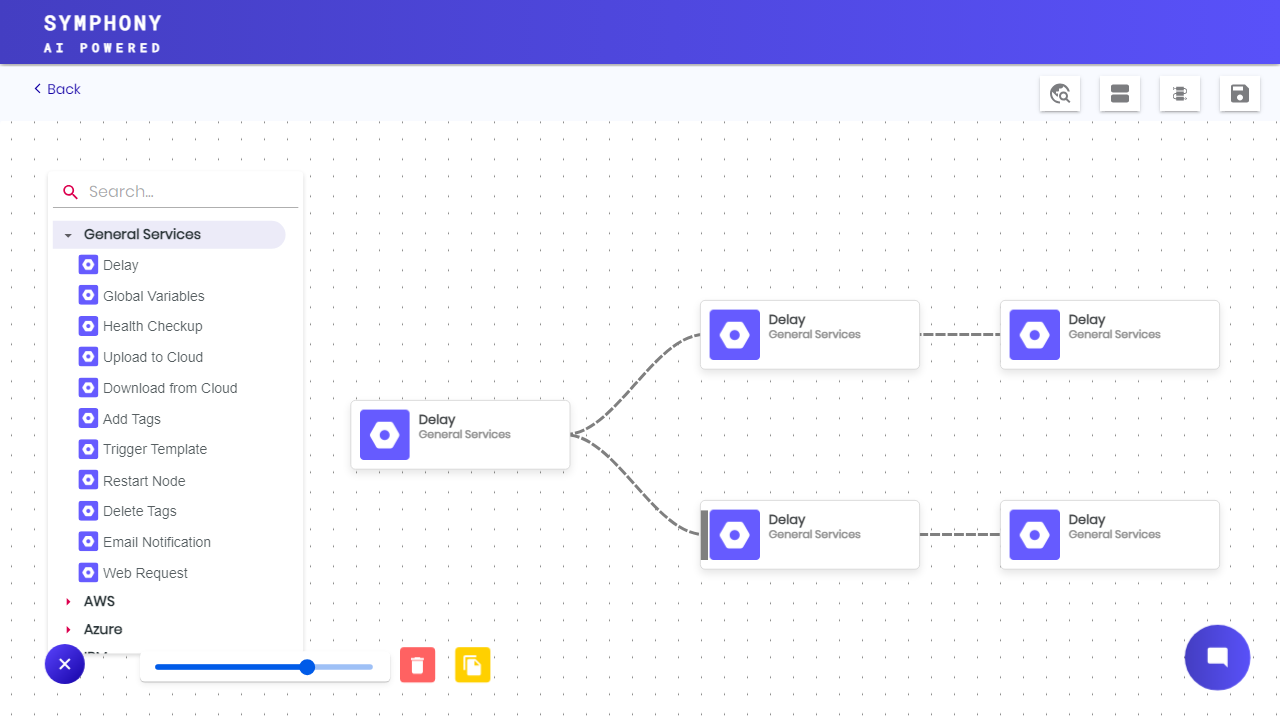 SYMPHONY
AI POWERED
Back
Search...
General Services
Delay
Global Variables
Health Checkup
Upload to Cloud
Download from Cloud
Add Tags
Trigger Template
Restart Node
Delete Tags
Email Notification
Web Request
AWS
Azure
Delay
General Services
Delay
General Services
Delay
General Services
Delay
General Services
Delay
General Services